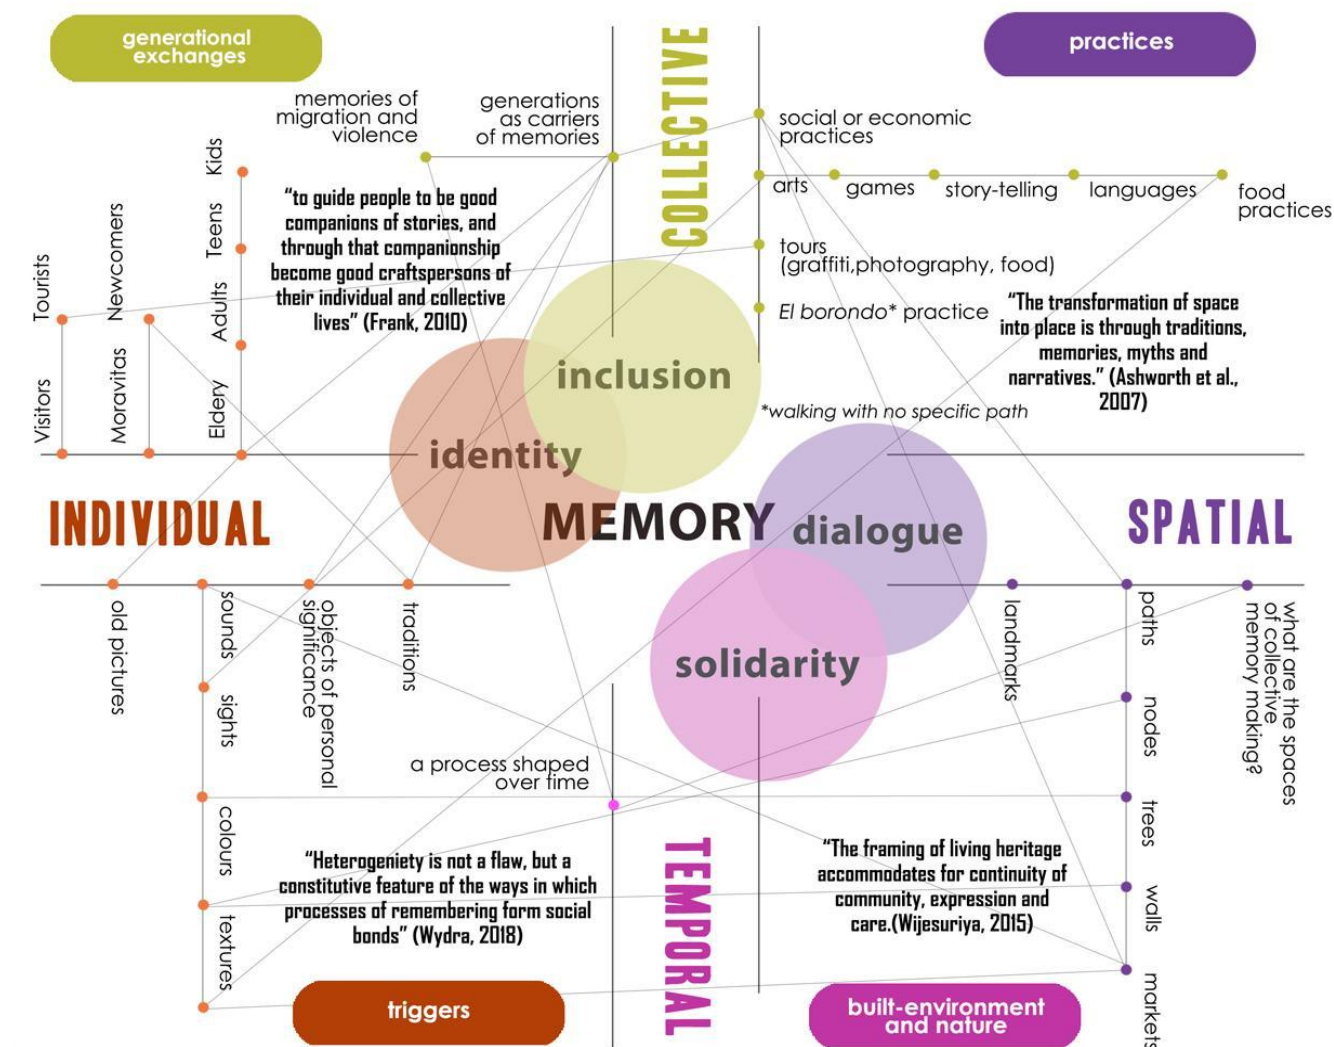 generational
exchanges
practices
COLLECTIVE
memories of
migration and
violence
generations
as carriers
of memories
social or economic
practices
arts
games
story-telling
languages
food
practices
tours
(graffiti,photography, food)
El borondo* practice
*walking with no specific path
Kids
Teens
Adults
Eldery
Newcomers
Moravitas
Tourists
Visitors
“to guide people to be good
companions of stories, and
through that companionship
become good craftspersons of
their individual and collective
lives” (Frank, 2010)
“The transformation of space
into place is through traditions,
memories, myths and
narratives.” (Ashworth et al.,
2007)
inclusion
identity
MEMORY
dialogue
solidarity
INDIVIDUAL
SPATIAL
old pictures
sounds
sights
colours
textures
objects of personal
significance
traditions
landmarks
paths
nodes
trees
walls
markets
what are the spaces
of collective
memory making?
a process shaped
over time
TEMPORAL
“Heterogeniety is not a flaw, but a
constitutive feature of the ways in which
processes of remembering form social
bonds” (Wydra, 2018)
“The framing of living heritage
accommodates for continuity of
community, expression and
care.(Wijesuriya, 2015)
triggers
built-environment
and nature